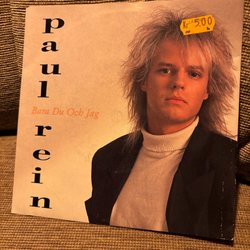 paul rein
Bara Du Och Jag
Kr 5:00